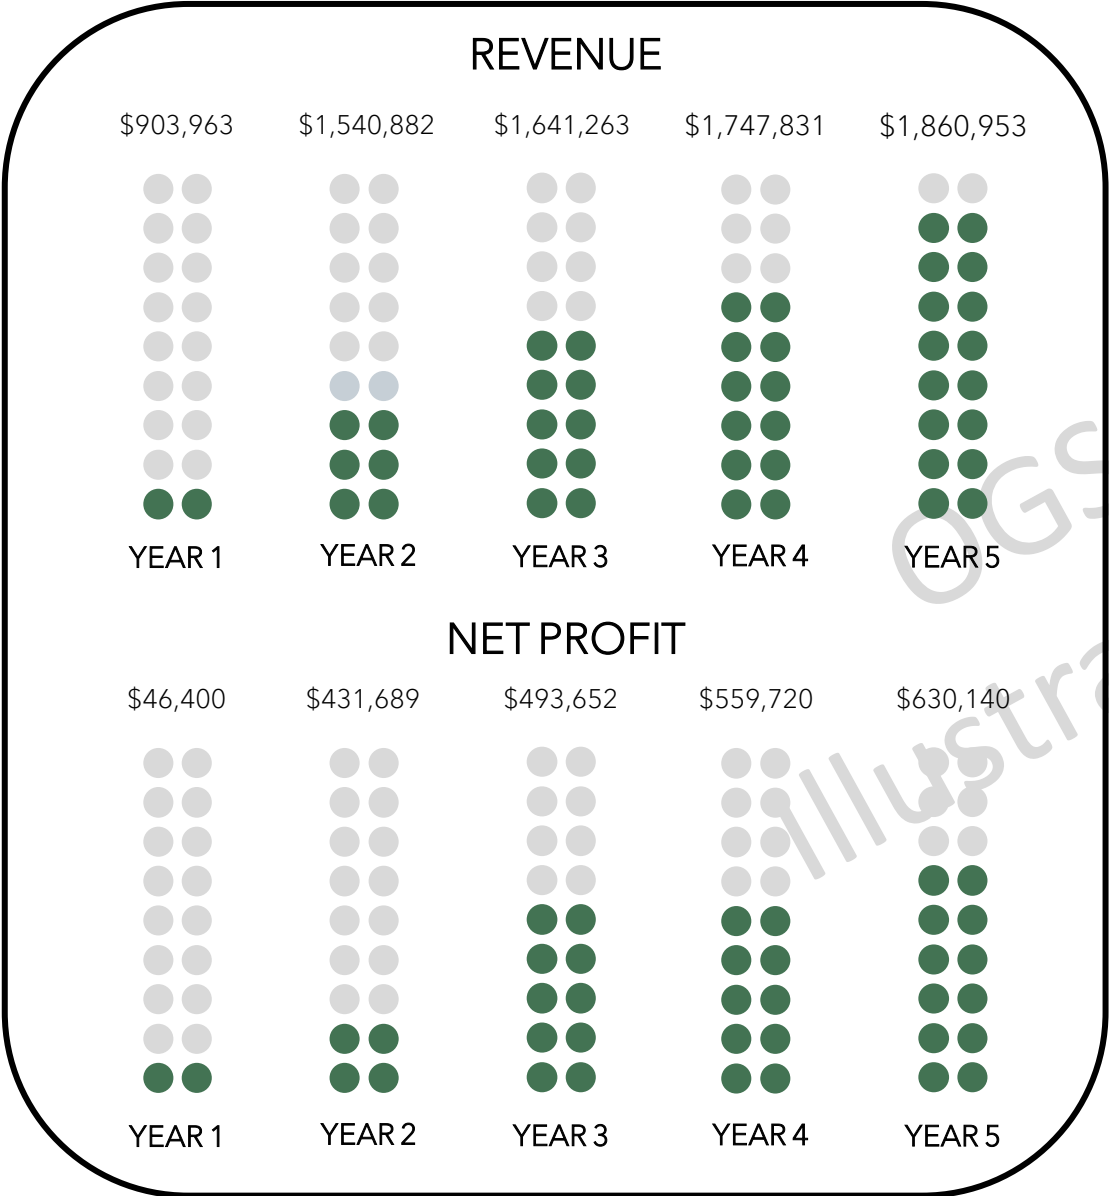 REVENUE
$903,963 $1,540,882 $1,641,263 $1,747,831 $1,860,953
YEAR 1 YEAR 2 YEAR 3 YEAR 4 YEAR 5
OGS
NET PROFIT
$46,400 $431,689 $493,652 $559,720 $630,140
Illustra
YEAR 1 YEAR 2 YEAR 3 YEAR 4 YEAR 5